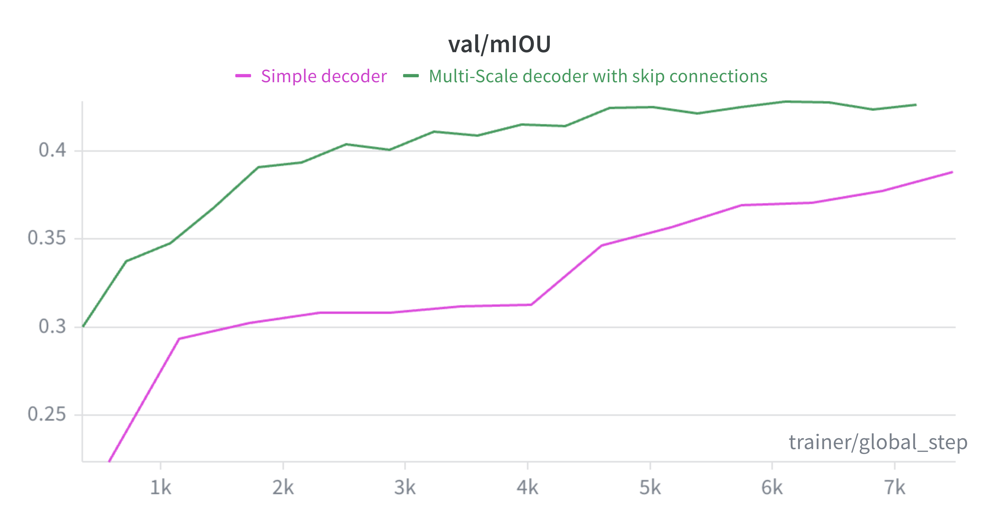 val/mIOU
Simple decoder Multi-Scale decoder with skip connections
0.4
0.35
0.3
0.25
trainer/global_step
1k 2k 3k 4k 5k 6k 7k